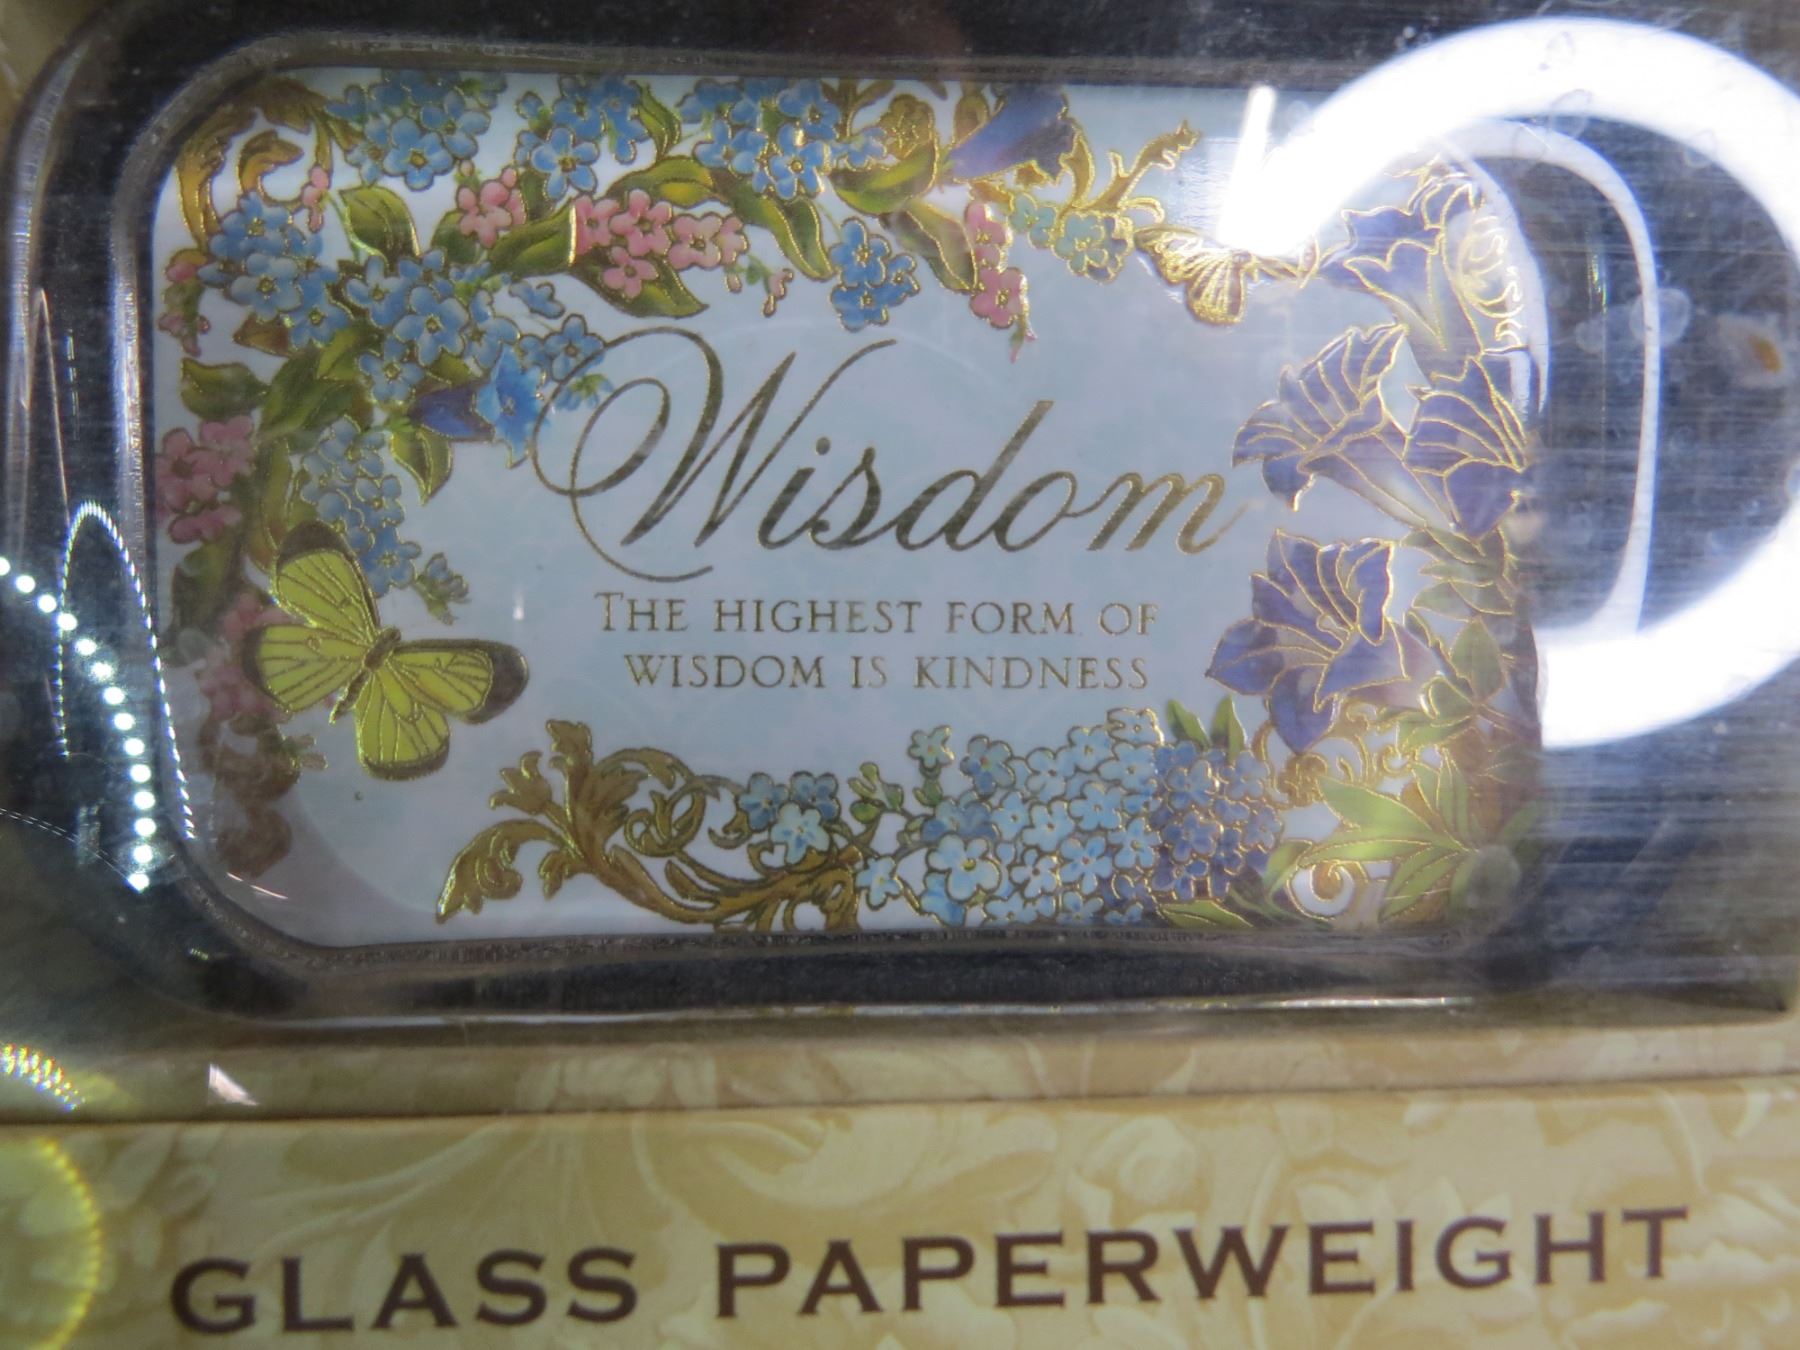 Wisdom
THE HIGHEST FORM OF
WISDOM IS KINDNESS
GLASS PAPERWEIGHT